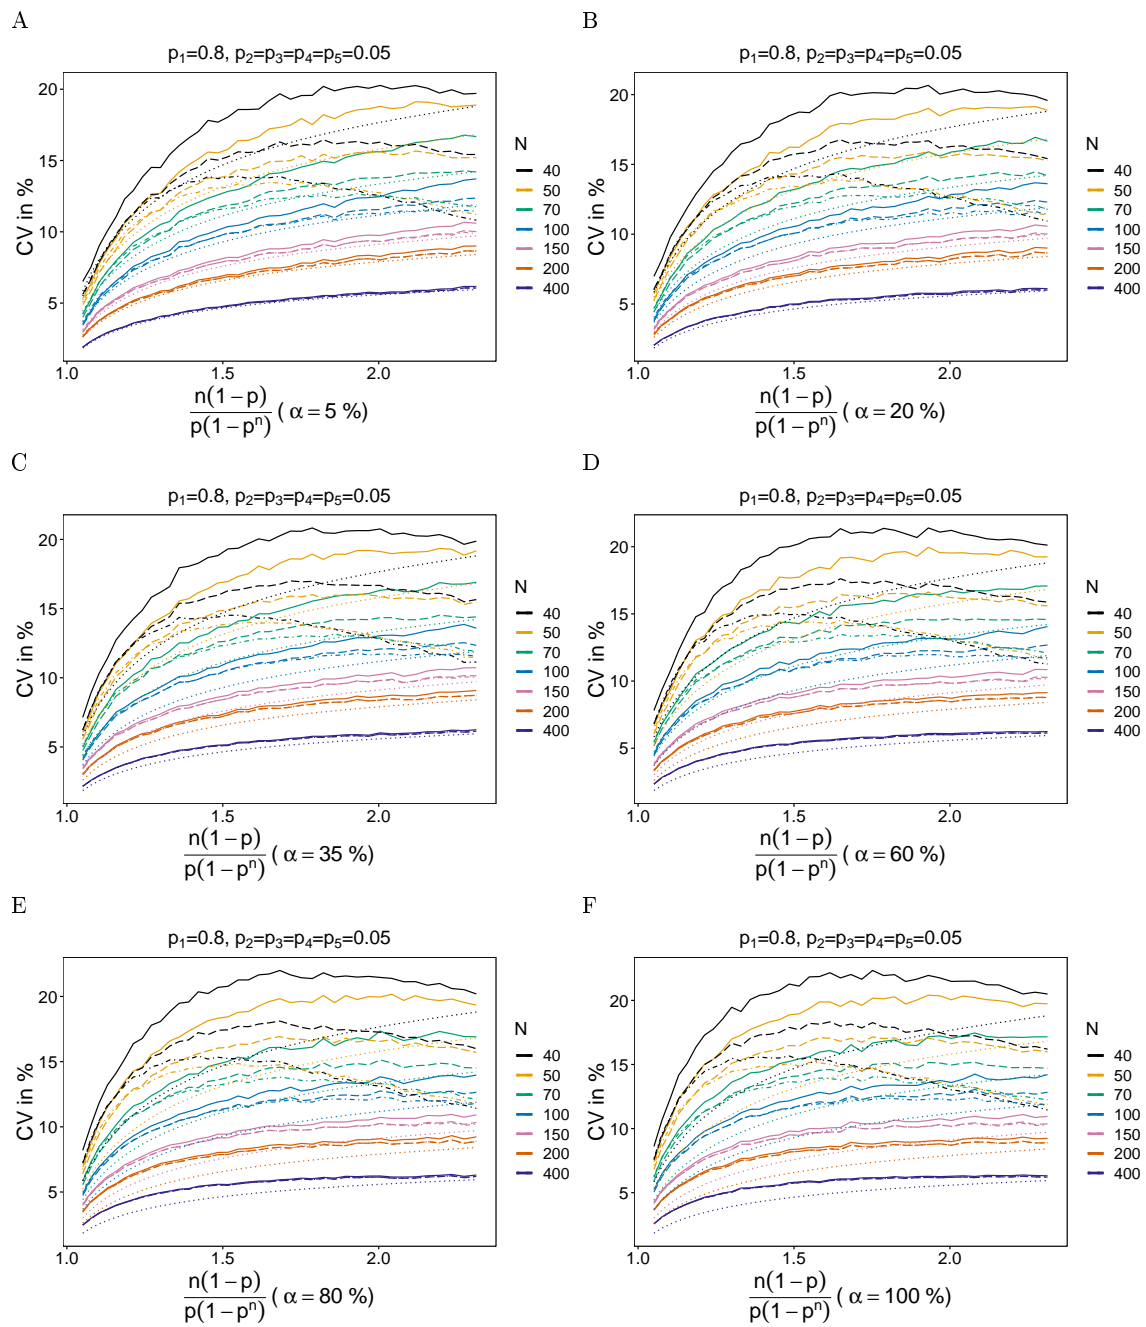 A
p₁=0.8, p₂=p₃=p₄=p₅=0.05
CV in %
20
15
10
5
1.0 1.5 2.0
n(1−p)
p(1−pⁿ)
( α = 5 %)
N
40
50
70
100
150
200
400
B
p₁=0.8, p₂=p₃=p₄=p₅=0.05
CV in %
20
15
10
5
1.0 1.5 2.0
n(1−p)
p(1−pⁿ)
( α = 20 %)
N
40
50
70
100
150
200
400
C
p₁=0.8, p₂=p₃=p₄=p₅=0.05
CV in %
20
15
10
5
1.0 1.5 2.0
n(1−p)
p(1−pⁿ)
( α = 35 %)
N
40
50
70
100
150
200
400
D
p₁=0.8, p₂=p₃=p₄=p₅=0.05
CV in %
20
15
10
5
1.0 1.5 2.0
n(1−p)
p(1−pⁿ)
( α = 60 %)
N
40
50
70
100
150
200
400
E
p₁=0.8, p₂=p₃=p₄=p₅=0.05
CV in %
20
15
10
5
1.0 1.5 2.0
n(1−p)
p(1−pⁿ)
( α = 80 %)
N
40
50
70
100
150
200
400
F
p₁=0.8, p₂=p₃=p₄=p₅=0.05
CV in %
20
15
10
5
1.0 1.5 2.0
n(1−p)
p(1−pⁿ)
( α = 100 %)
N
40
50
70
100
150
200
400